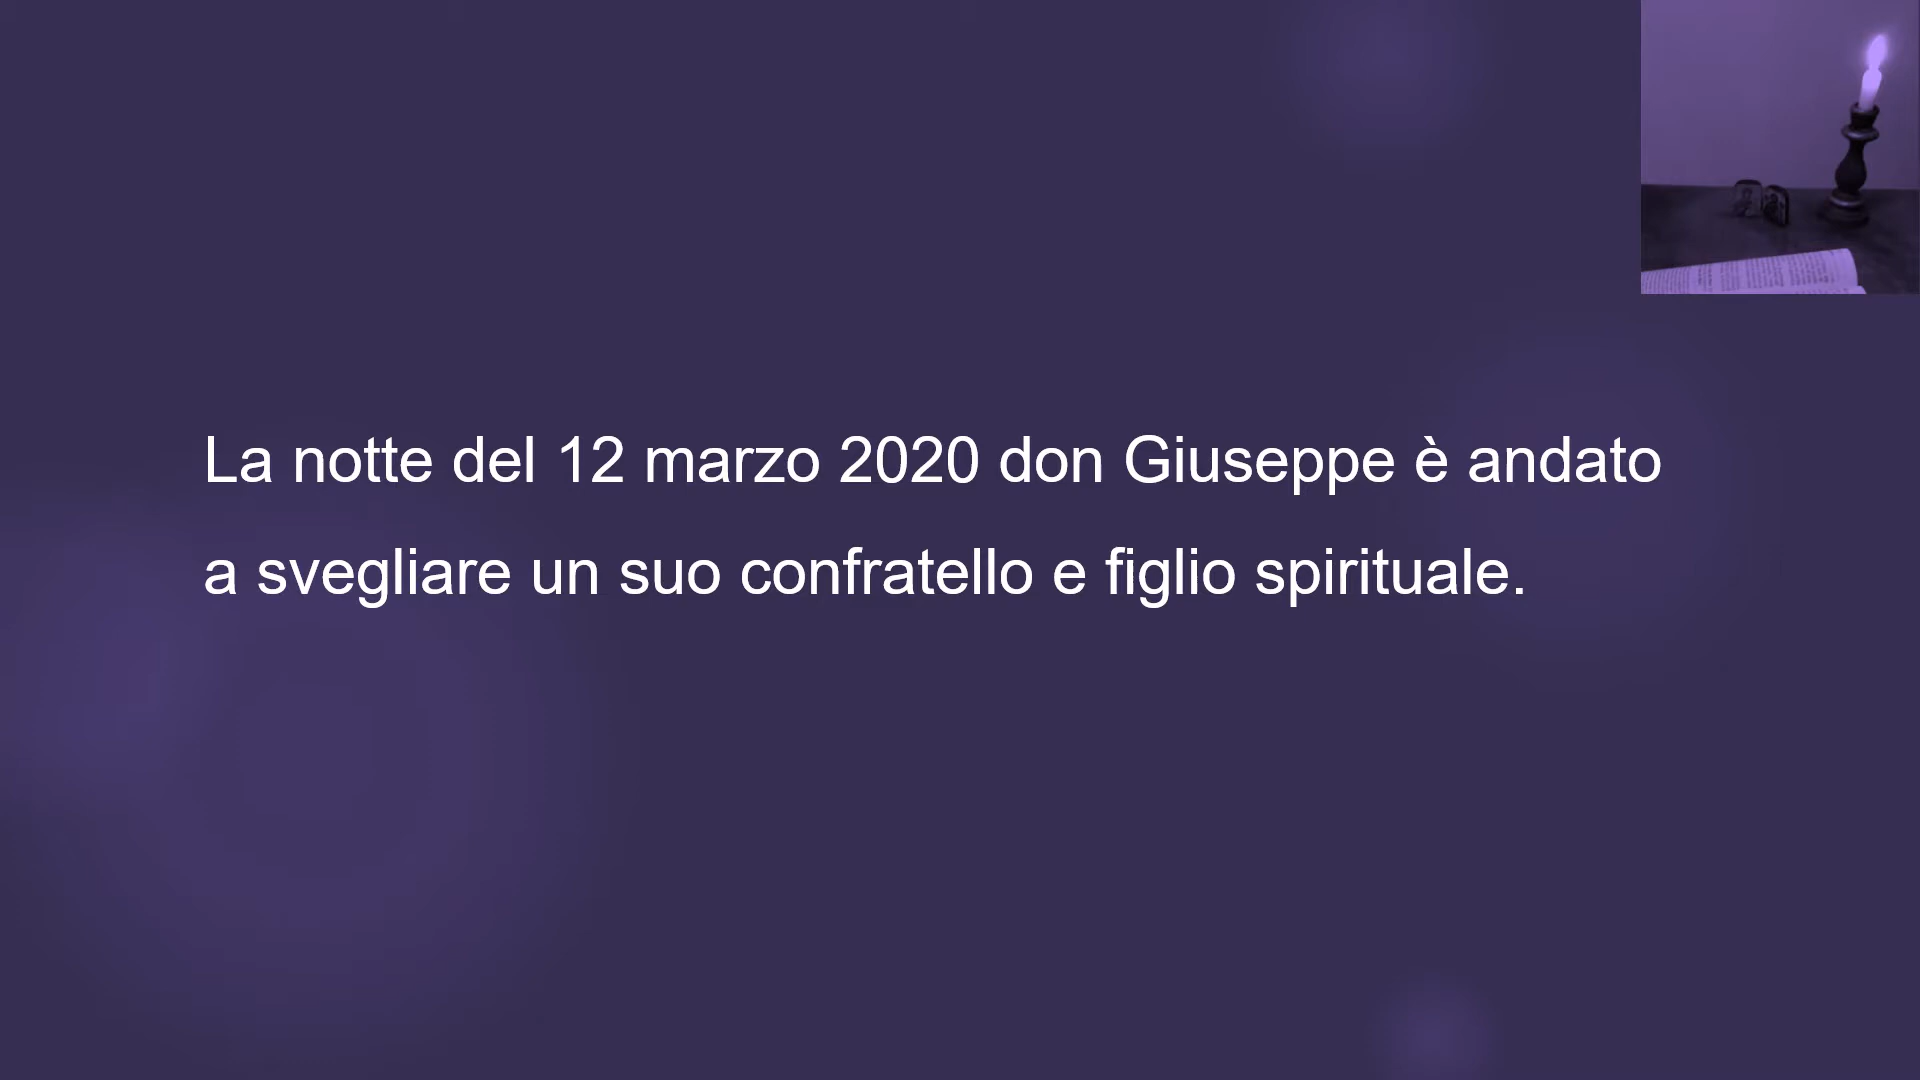 La notte del 12 marzo 2020 don Giuseppe è andato
a svegliare un suo confratello e figlio spirituale.